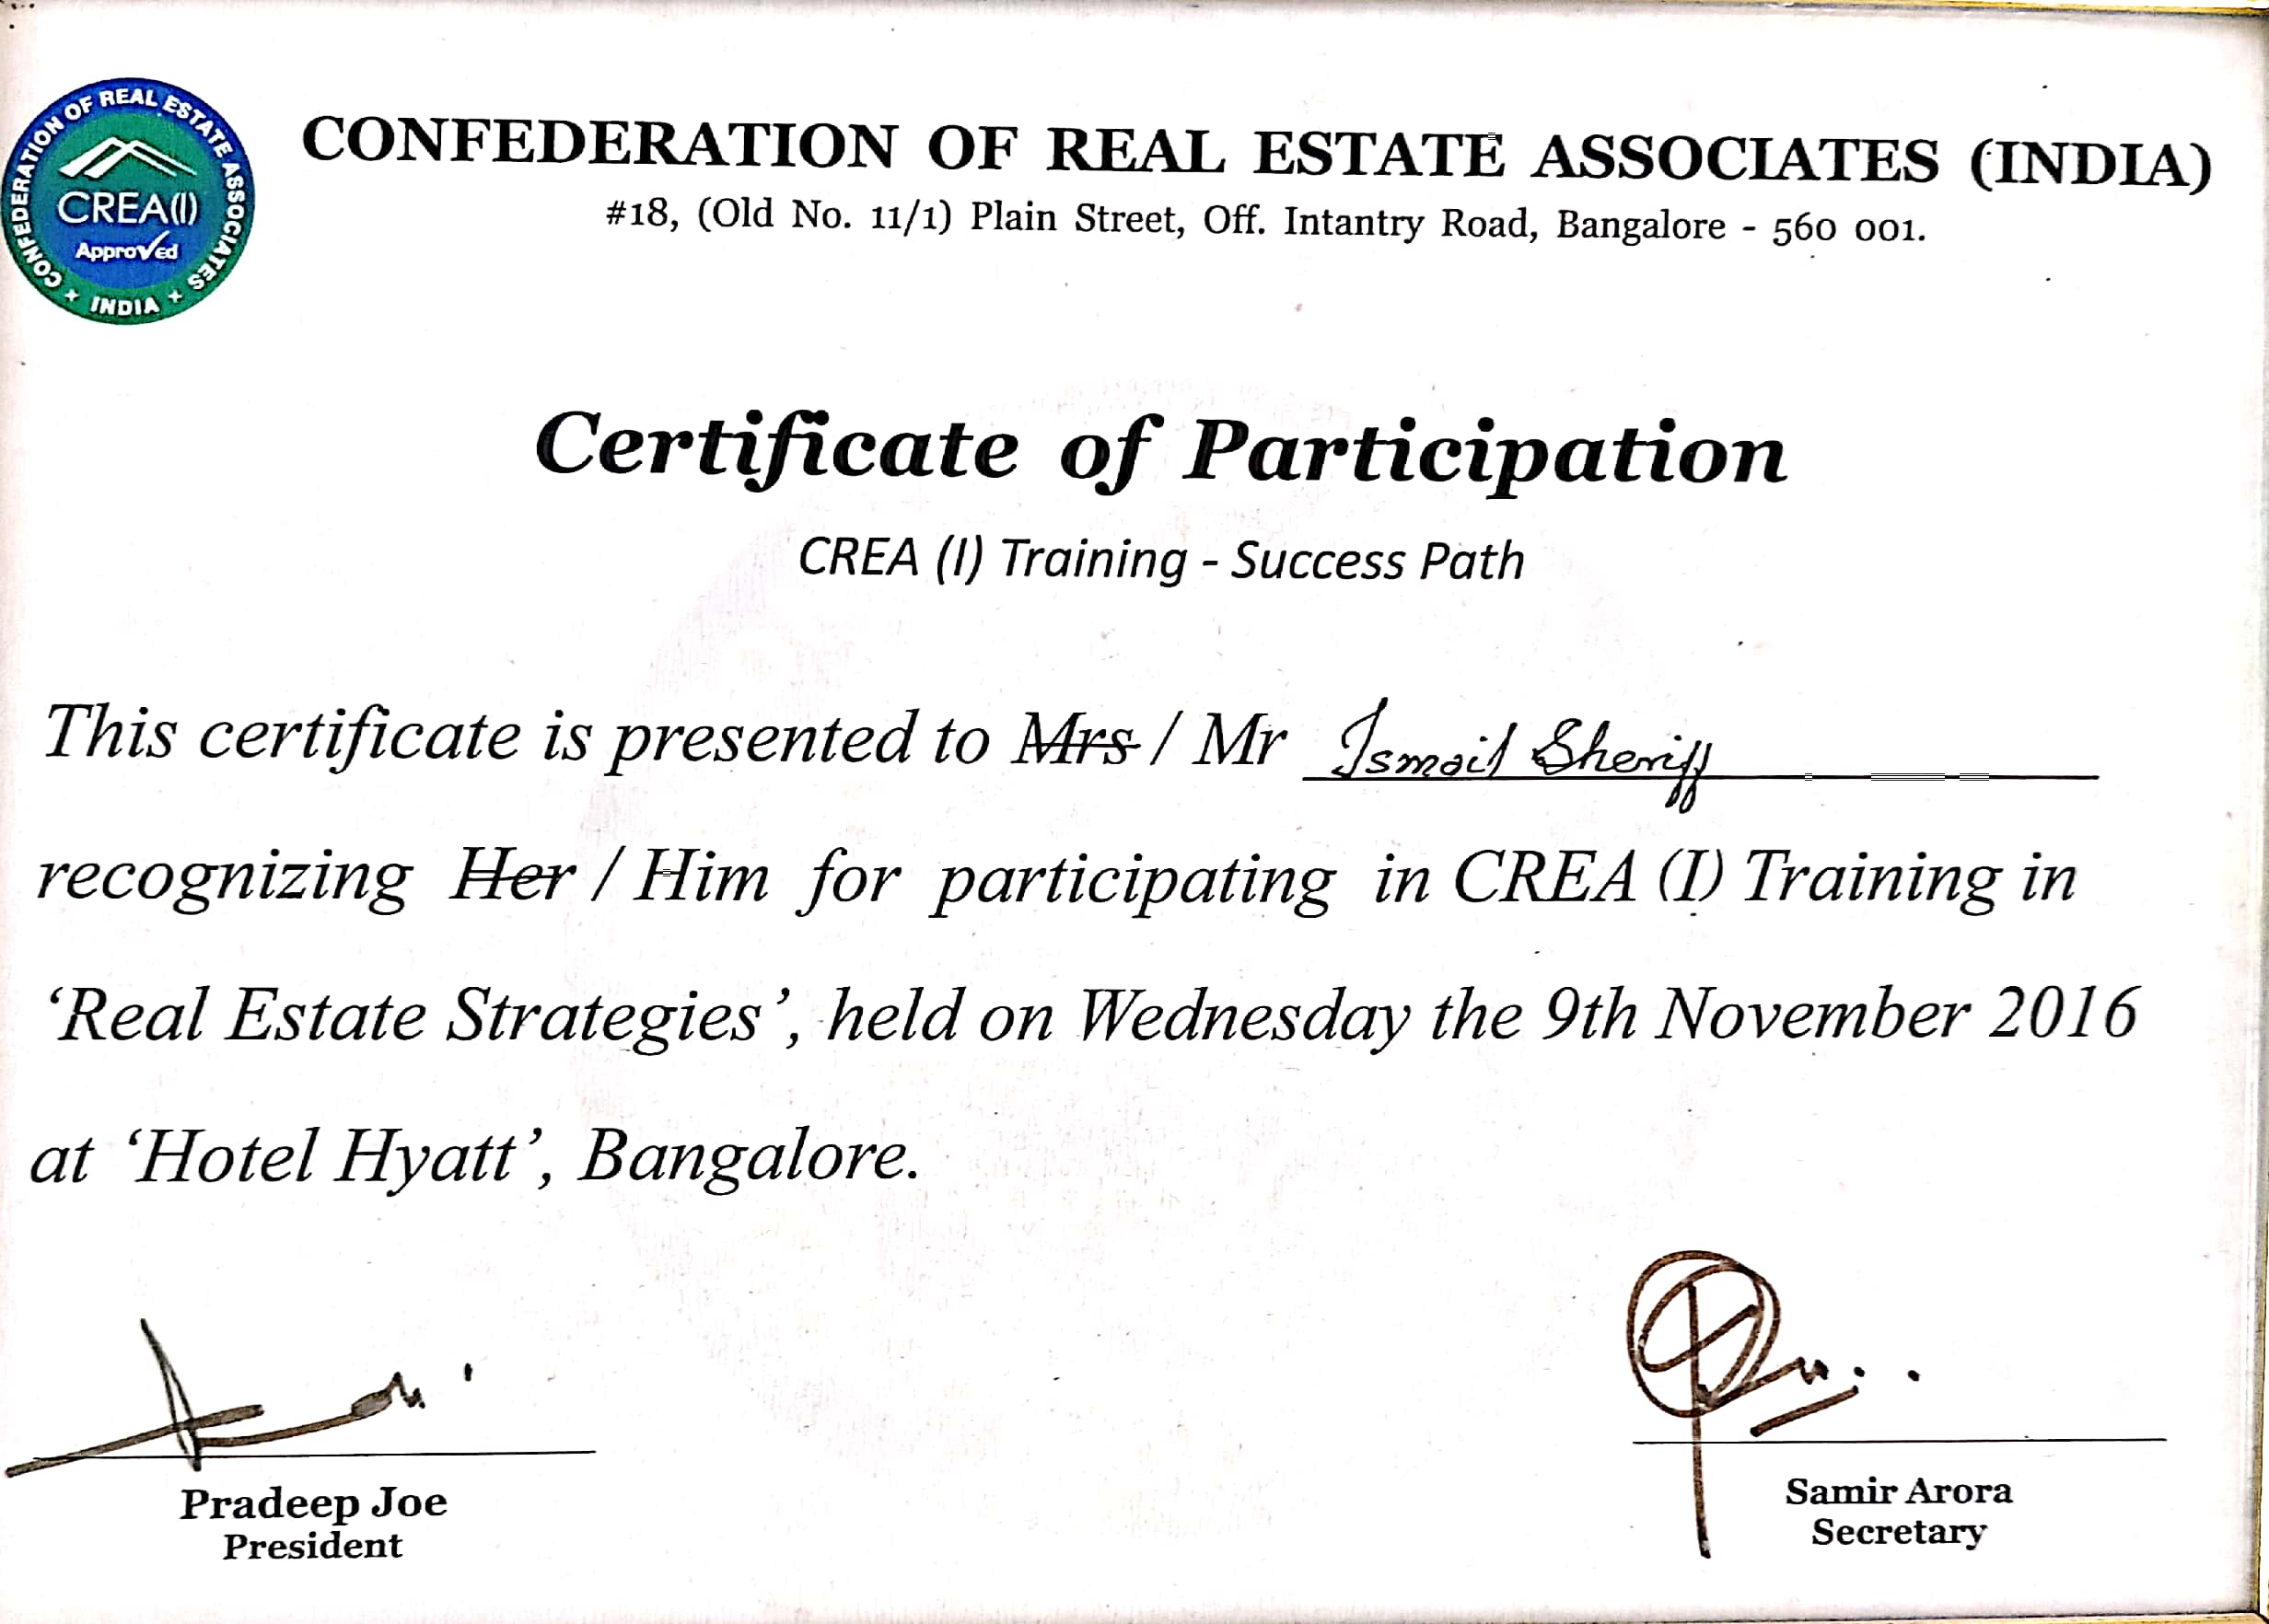 CONFEDERATION OF REAL ESTATE ASSOCIATES
CREA(I)
Approved
+ INDIA +
CONFEDERATION OF REAL ESTATE ASSOCIATES (INDIA)
#18, (Old No. 11/1) Plain Street, Off. Intantry Road, Bangalore - 560 001.
Certificate of Participation
CREA (I) Training - Success Path
This certificate is presented to Mrs / Mr Ismail Sheriff
recognizing Her / Him for participating in CREA (I) Training in
‘Real Estate Strategies’, held on Wednesday the 9th November 2016
at ‘Hotel Hyatt’, Bangalore.
Pradeep Joe
President
Samir Arora
Secretary